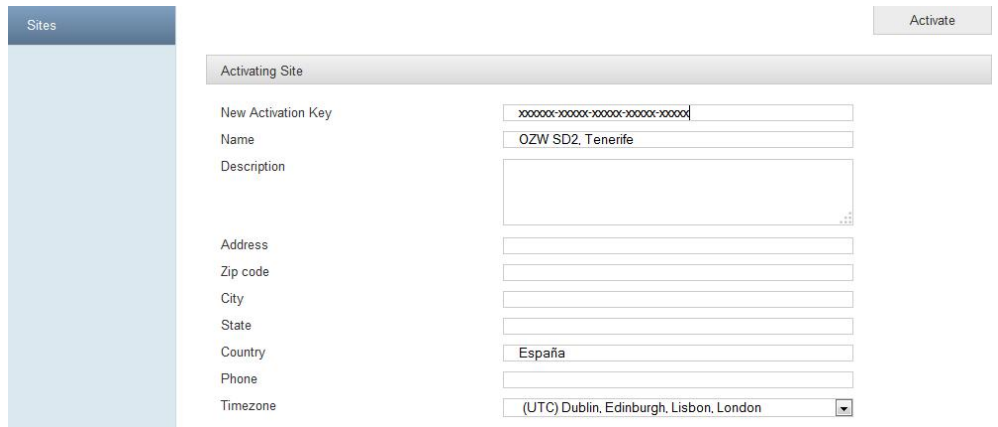 Sites
Activate
Activating Site
New Activation Key xxxxxx-xxxxx-xxxxx-xxxxx-xxxxx
Name OZW SD2, Tenerife
Description
Address
Zip code
City
State
Country España
Phone
Timezone (UTC) Dublin, Edinburgh, Lisbon, London